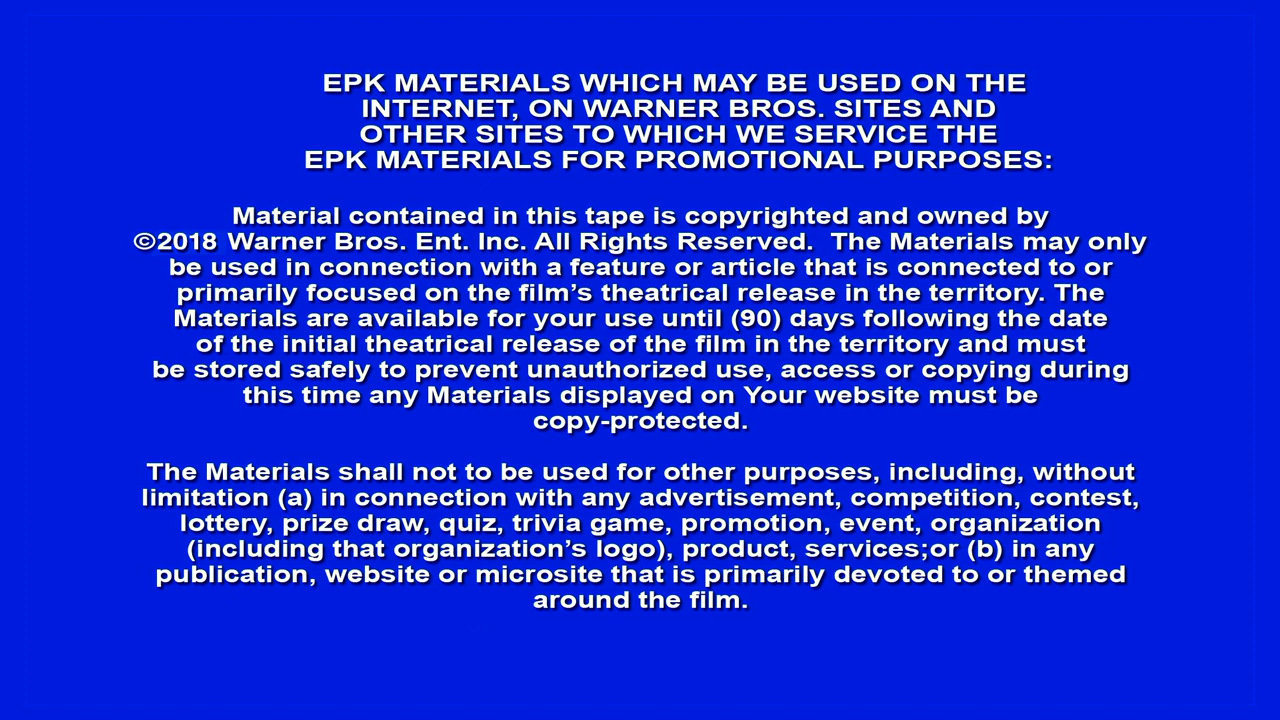 EPK MATERIALS WHICH MAY BE USED ON THE
INTERNET, ON WARNER BROS. SITES AND
OTHER SITES TO WHICH WE SERVICE THE
EPK MATERIALS FOR PROMOTIONAL PURPOSES:
Material contained in this tape is copyrighted and owned by
©2018 Warner Bros. Ent. Inc. All Rights Reserved.  The Materials may only
be used in connection with a feature or article that is connected to or
primarily focused on the film’s theatrical release in the territory. The
Materials are available for your use until (90) days following the date
of the initial theatrical release of the film in the territory and must
be stored safely to prevent unauthorized use, access or copying during
this time any Materials displayed on Your website must be
copy-protected.
The Materials shall not to be used for other purposes, including, without
limitation (a) in connection with any advertisement, competition, contest,
lottery, prize draw, quiz, trivia game, promotion, event, organization
(including that organization’s logo), product, services;or (b) in any
publication, website or microsite that is primarily devoted to or themed
around the film.